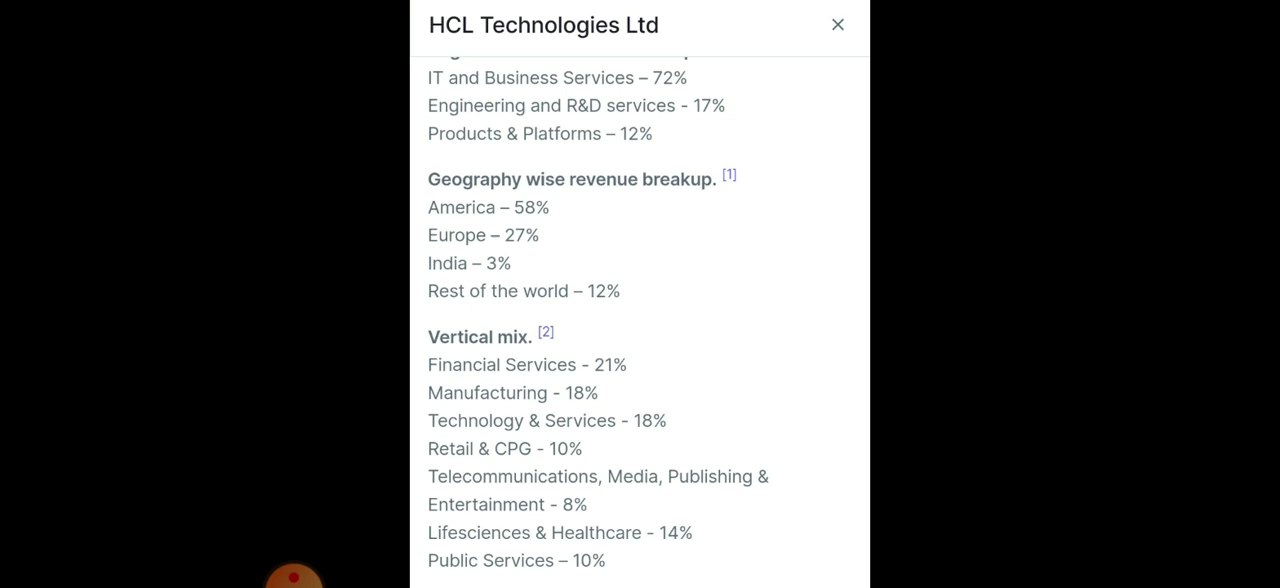 HCL Technologies Ltd
IT and Business Services – 72%
Engineering and R&D services - 17%
Products & Platforms – 12%
Geography wise revenue breakup. [1]
America – 58%
Europe – 27%
India – 3%
Rest of the world – 12%
Vertical mix. [2]
Financial Services - 21%
Manufacturing - 18%
Technology & Services - 18%
Retail & CPG - 10%
Telecommunications, Media, Publishing &
Entertainment - 8%
Lifesciences & Healthcare - 14%
Public Services – 10%